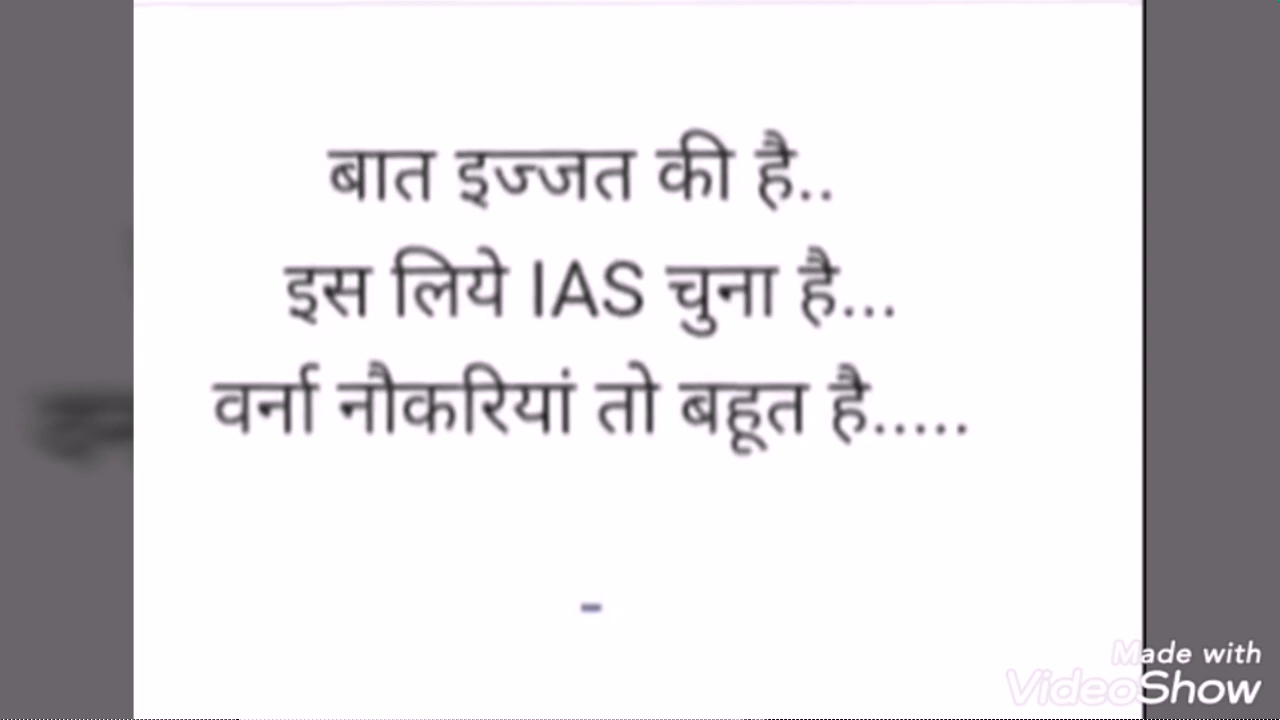 बात इज्जत की है..
इस लिये IAS चुना है...
वर्ना नौकरियां तो बहूत है.....
-
Made with
VideoShow